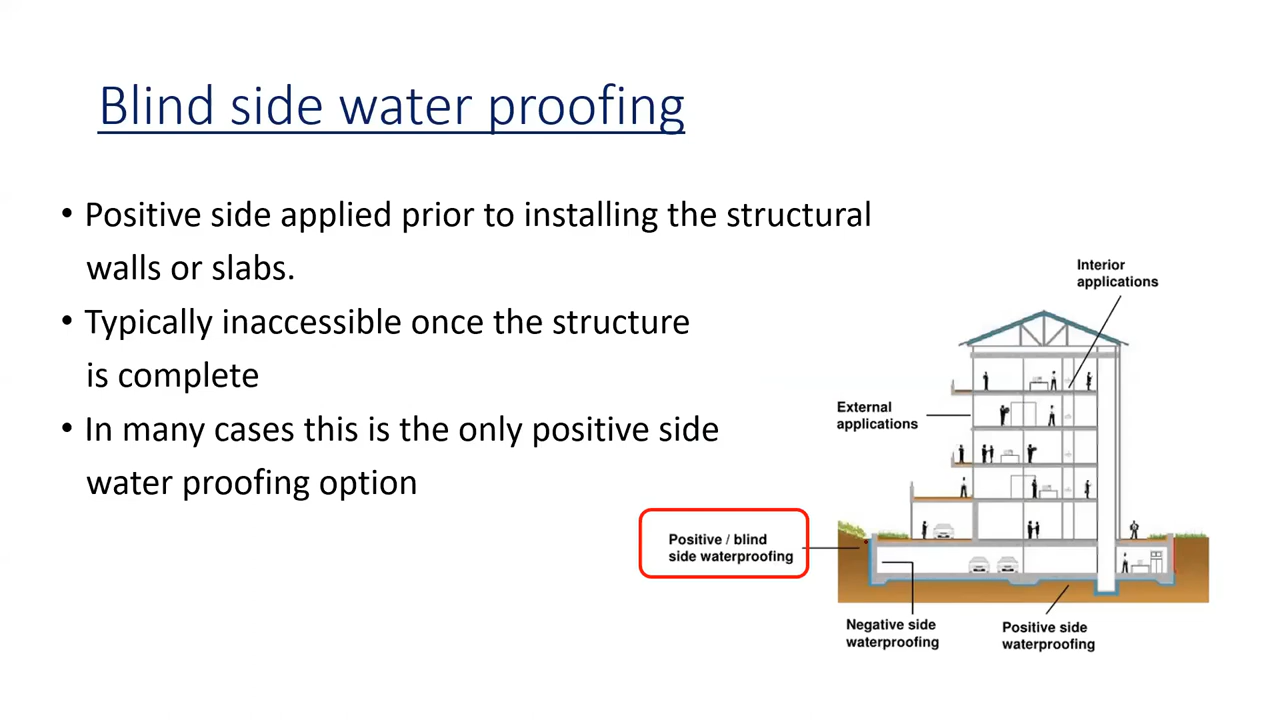 Blind side water proofing
• Positive side applied prior to installing the structural
walls or slabs.
• Typically inaccessible once the structure
is complete
• In many cases this is the only positive side
water proofing option
Interior
applications
External
applications
Positive / blind
side waterproofing
Negative side
waterproofing
Positive side
waterproofing